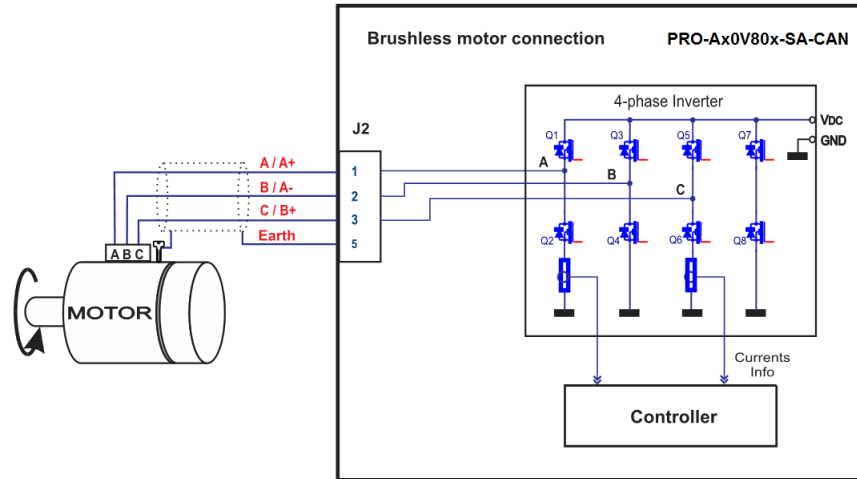 Brushless motor connection
PRO-Ax0V80x-SA-CAN
4-phase Inverter
J2
Q1
Q3
Q5
Q7
VDC
GND
A / A+
1
A
B / A-
2
B
C / B+
3
C
Earth
5
Q2
Q4
Q6
Q8
A B C
MOTOR
Currents
Info
Controller